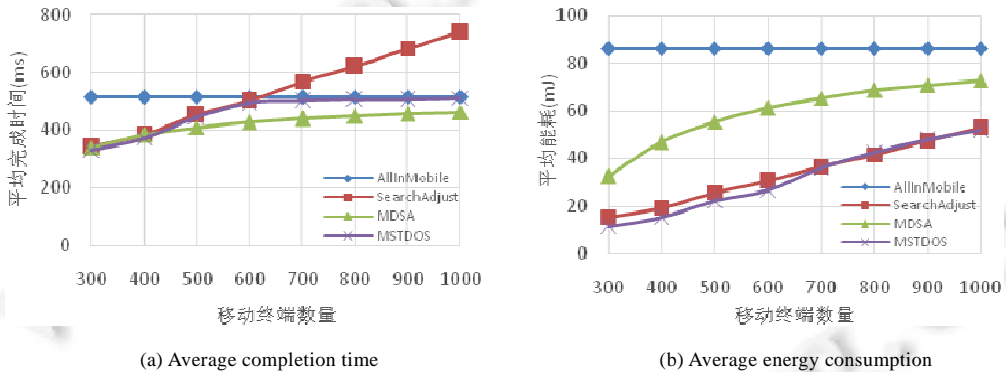 800
600
400
200
0
平均完成时间(ms)
AllInMobile
SearchAdjust
MDSA
MSTDOS
300 400 500 600 700 800 900 1000
移动终端数量
(a) Average completion time
100
80
60
40
20
0
平均能耗(mJ)
AllInMobile
SearchAdjust
MDSA
MSTDOS
300 400 500 600 700 800 900 1000
移动终端数量
(b) Average energy consumption